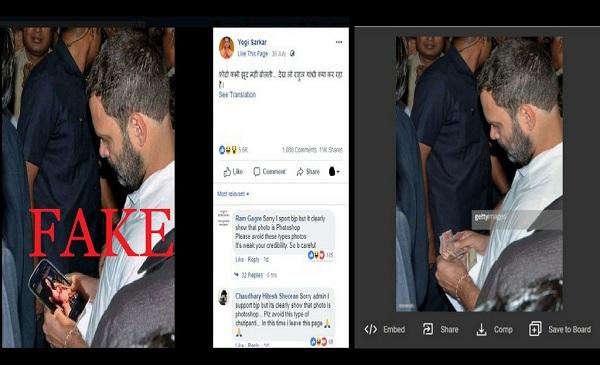 FAKE
Yogi Sarkar
Like This Page · 30 July ·
फ़ोटो कभी झूठ नहीं बोलती... देख लो राहुल गांधी क्या कर रहा
है।
See Translation
5.6K
1,000 Comments 11K Shares
Like Comment Share
Most relevant
Ram Gagre Sorry I sport bjp but it clearly
show that photo is Photoshop
Please avoid these types photos
It's weak your credibility. So b careful
Like · Reply · 1d
105
32 Replies · 6 hrs
Chaudhary Hitesh Sheoran Sorry admin I
support bjp but its clearly show that photo is
photoshop... Plz avoid this type of
chutipanti... In this time i leave this page
Like · Reply · 1d
gettyimages
Embed
Share
Comp
Save to Board